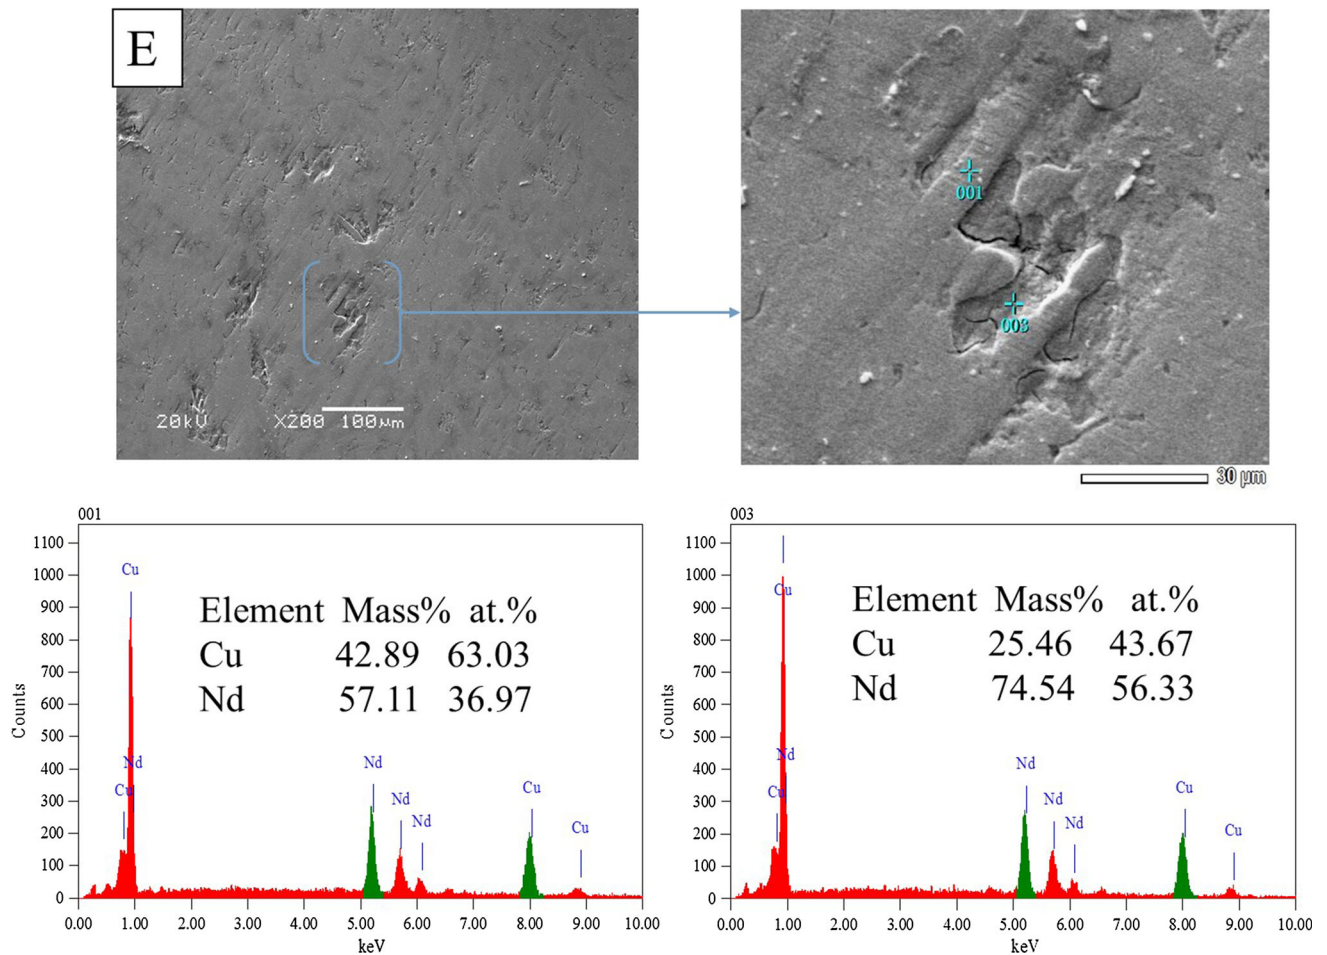 E
001
003
20kV X200 100μm
30 μm
001
Counts
1100
1000
900
800
700
600
500
400
300
200
100
0
Cu
Nd
Cu
Nd
Nd
Nd
Cu
Cu
Element Mass% at.%
Cu 42.89 63.03
Nd 57.11 36.97
0.00 1.00 2.00 3.00 4.00 5.00 6.00 7.00 8.00 9.00 10.00
keV
003
Counts
1100
1000
900
800
700
600
500
400
300
200
100
0
Cu
Nd
Cu
Nd
Nd
Nd
Cu
Cu
Element Mass% at.%
Cu 25.46 43.67
Nd 74.54 56.33
0.00 1.00 2.00 3.00 4.00 5.00 6.00 7.00 8.00 9.00 10.00
keV